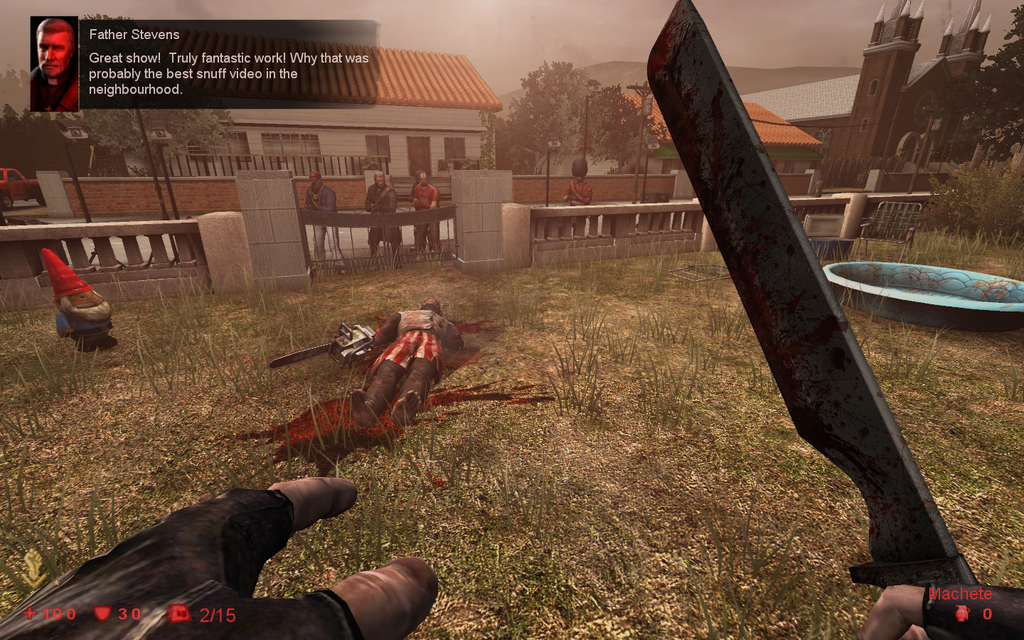 Father Stevens
Great show!  Truly fantastic work! Why that was
probably the best snuff video in the
neighbourhood.
Machete
100 30 2/15 0